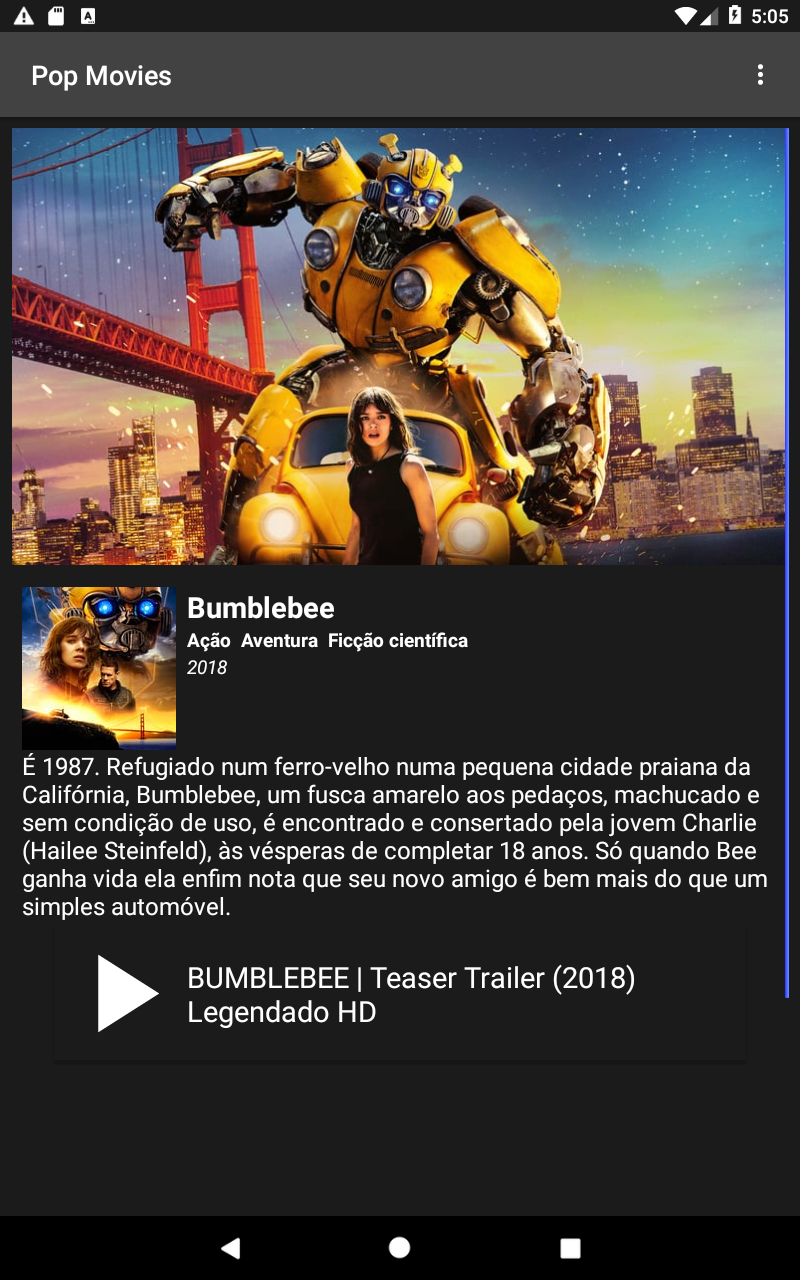 5:05
Pop Movies
Bumblebee
Ação Aventura Ficção científica
2018
É 1987. Refugiado num ferro-velho numa pequena cidade praiana da
Califórnia, Bumblebee, um fusca amarelo aos pedaços, machucado e
sem condição de uso, é encontrado e consertado pela jovem Charlie
(Hailee Steinfeld), às vésperas de completar 18 anos. Só quando Bee
ganha vida ela enfim nota que seu novo amigo é bem mais do que um
simples automóvel.
BUMBLEBEE | Teaser Trailer (2018)
Legendado HD